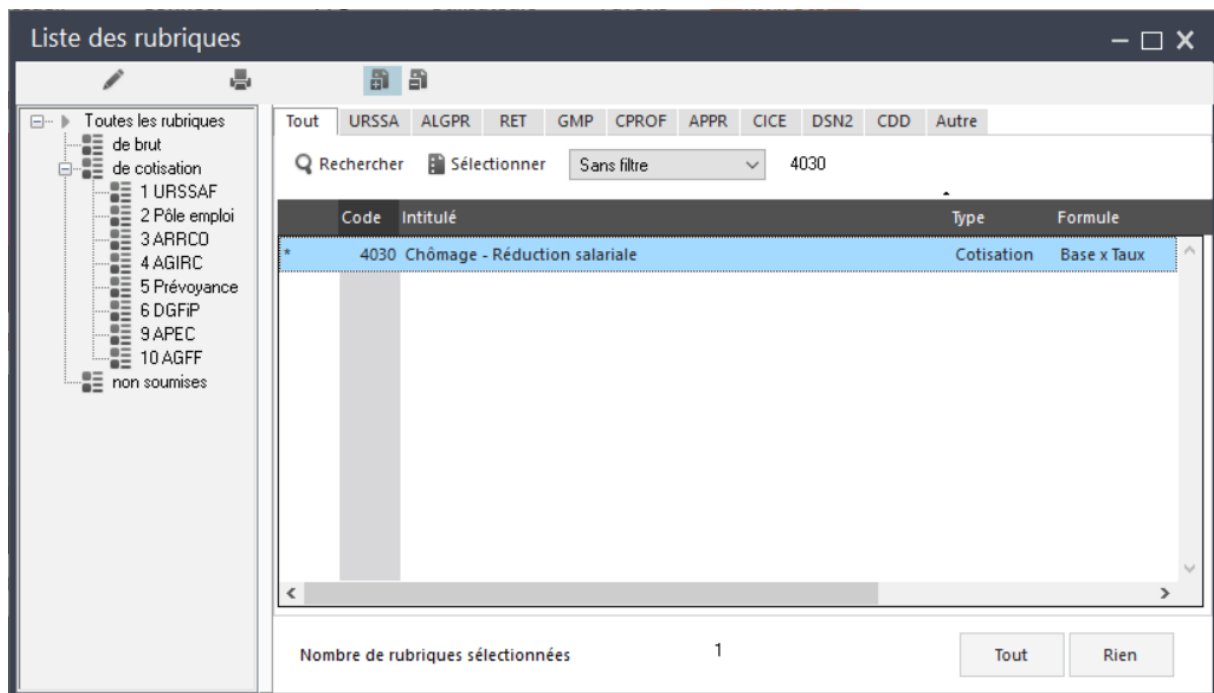 Liste des rubriques
Toutes les rubriques
de brut
de cotisation
1 URSSAF
2 Pôle emploi
3 ARRCO
4 AGIRC
5 Prévoyance
6 DGFiP
9 APEC
10 AGFF
non soumises
Tout URSSA ALGPR RET GMP CPROF APPR CICE DSN2 CDD Autre
Rechercher Sélectionner Sans filtre 4030
Code Intitulé Type Formule
* 4030 Chômage - Réduction salariale Cotisation Base x Taux
Nombre de rubriques sélectionnées 1 Tout Rien